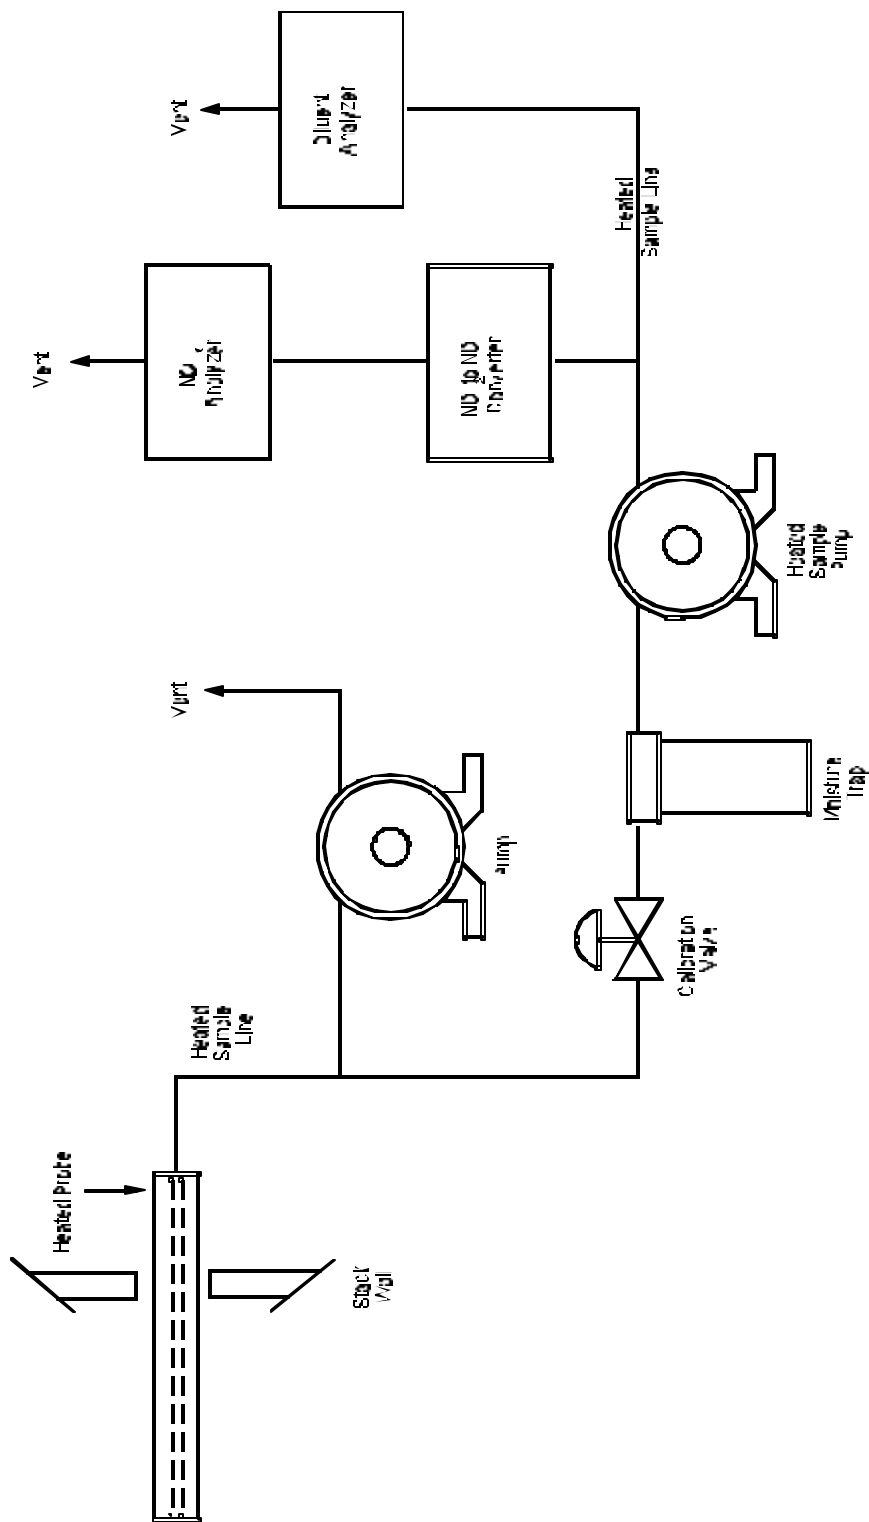 Heated Probe
Stack
Wall
Heated
Sample
Line
Vent
Pump
Calibration
Valve
Moisture
Trap
Heated
Sample
Pump
Vent
NOx
Analyzer
NO2 to NO
Converter
Heated
Sample Line
Vent
Diluent
Analyzer